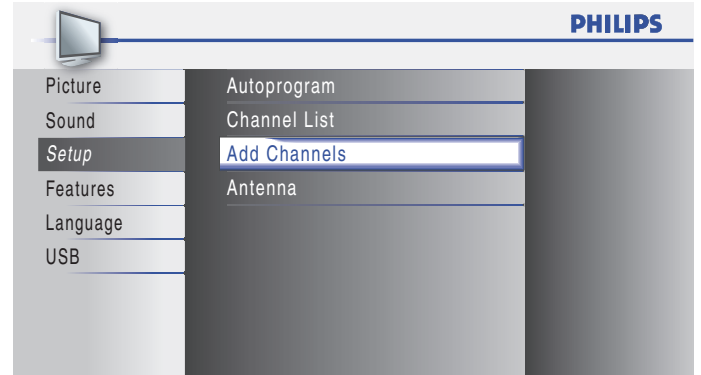 PHILIPS
Picture
Sound
Setup
Features
Language
USB
Autoprogram
Channel List
Add Channels
Antenna